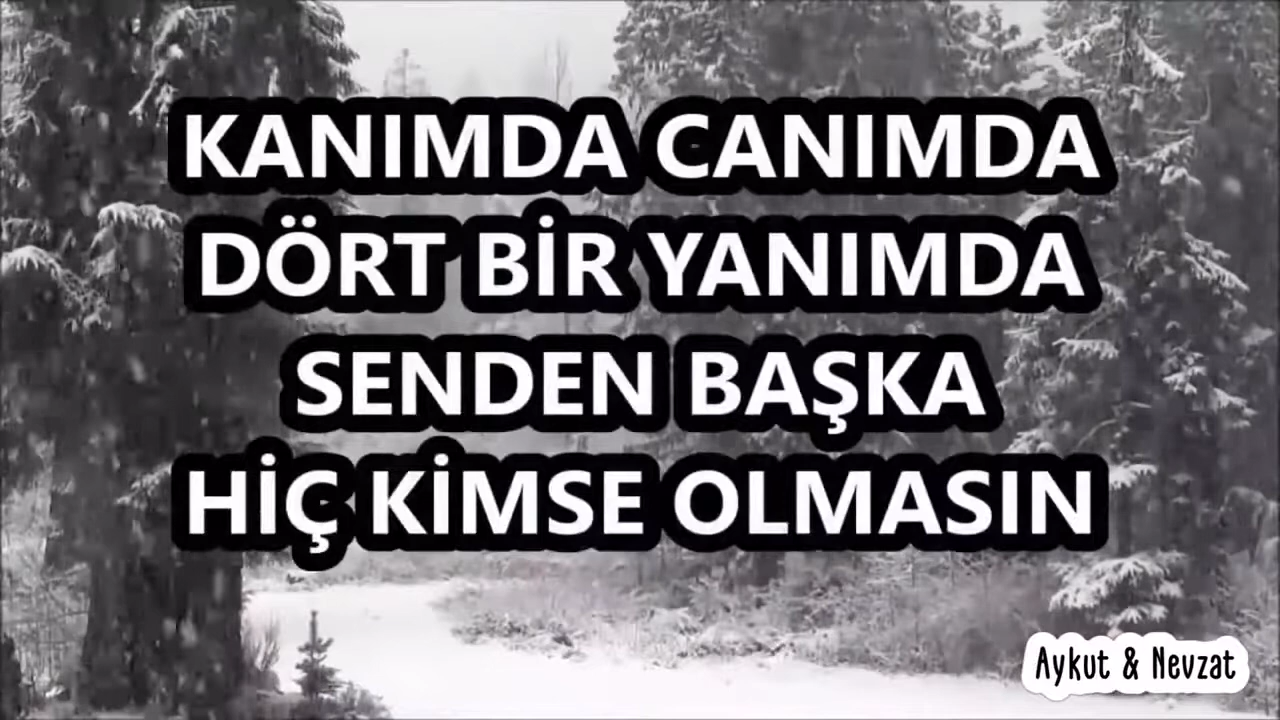 KANIMDA CANIMDA
DÖRT BİR YANIMDA
SENDEN BAŞKA
HİÇ KİMSE OLMASIN
Aykut & Nevzat